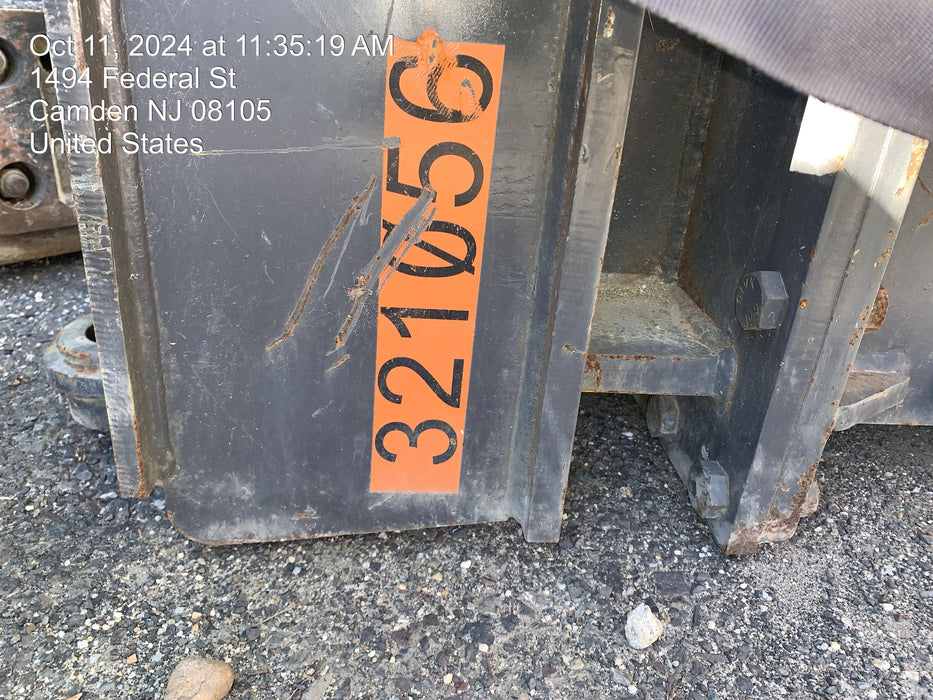 Oct 11, 2024 at 11:35:19 AM
1494 Federal St
Camden NJ 08105
United States
321056